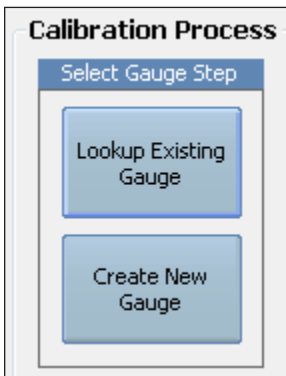 Calibration Process
Select Gauge Step
Lookup Existing
Gauge
Create New
Gauge